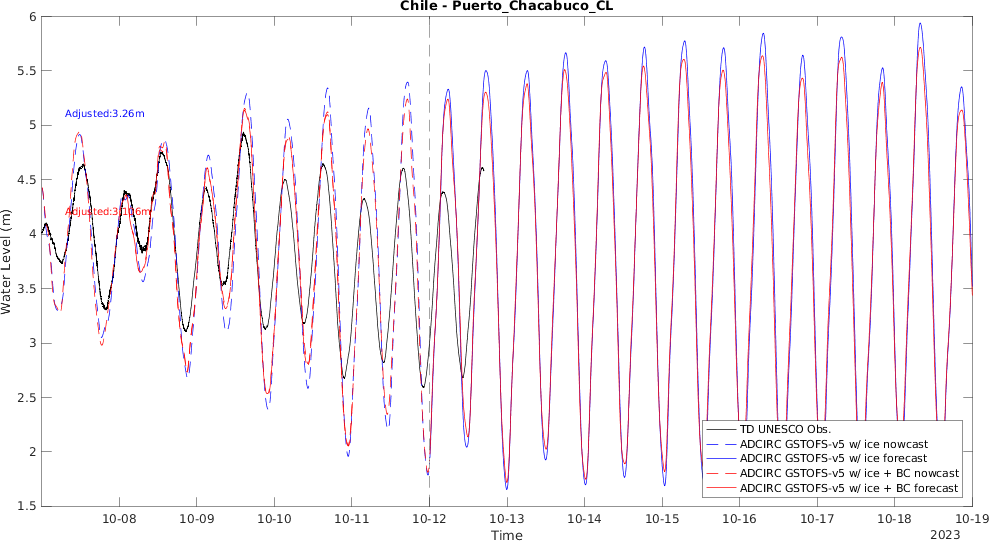 Chile - Puerto_Chacabuco_CL
6
5.5
5
4.5
4
3.5
3
2.5
2
1.5
Water Level (m)
Adjusted:3.26m
Adjusted:3.126m
TD UNESCO Obs.
ADCIRC GSTOFS-v5 w/ ice nowcast
ADCIRC GSTOFS-v5 w/ ice forecast
ADCIRC GSTOFS-v5 w/ ice + BC nowcast
ADCIRC GSTOFS-v5 w/ ice + BC forecast
10-08 10-09 10-10 10-11 10-12 10-13 10-14 10-15 10-16 10-17 10-18 10-19
Time
2023